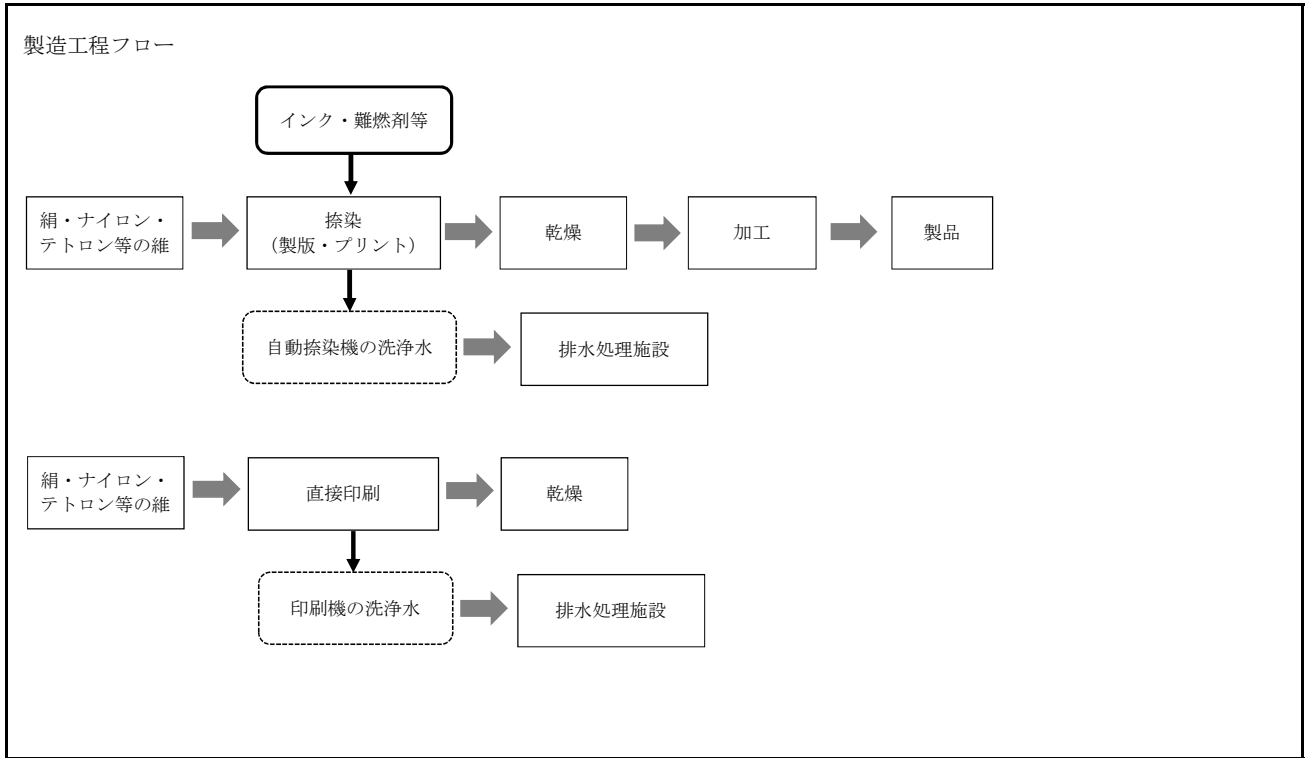 製造工程フロー
インク・難燃剤等
絹・ナイロン・
テトロン等の維
捺染
（製版・プリント）
乾燥
加工
製品
自動捺染機の洗浄水
排水処理施設
絹・ナイロン・
テトロン等の維
直接印刷
乾燥
印刷機の洗浄水
排水処理施設